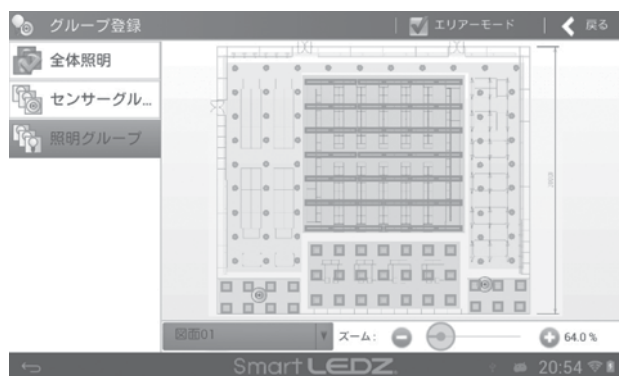 グループ登録
エリアーモード
戻る
全体照明
センサーグル...
照明グループ
図面01
ズーム:
64.0 %
Smart LEDZ.
20:54